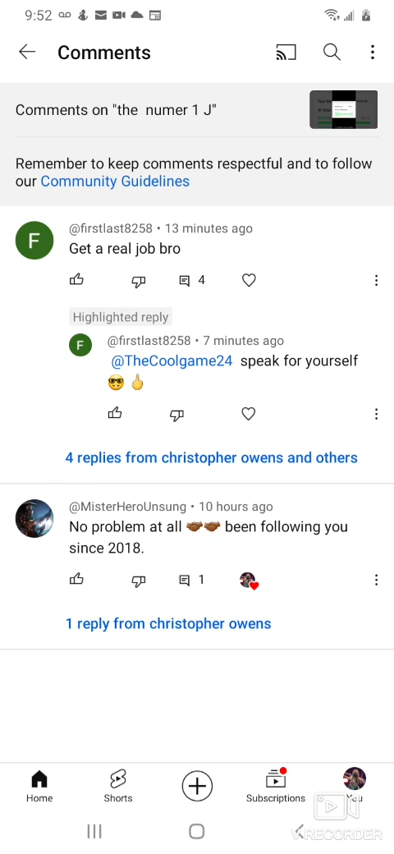 9:52
Comments
Comments on "the numer 1 J"
Remember to keep comments respectful and to follow
our Community Guidelines
F
@firstlast8258 • 13 minutes ago
Get a real job bro
4
Highlighted reply
F
@firstlast8258 • 7 minutes ago
@TheCoolgame24 speak for yourself
😎🖕
4 replies from christopher owens and others
@MisterHeroUnsung • 10 hours ago
No problem at all 🤝🏾🤝🏾 been following you
since 2018.
1
1 reply from christopher owens
Home
Shorts
Subscriptions
You
VRECORDER